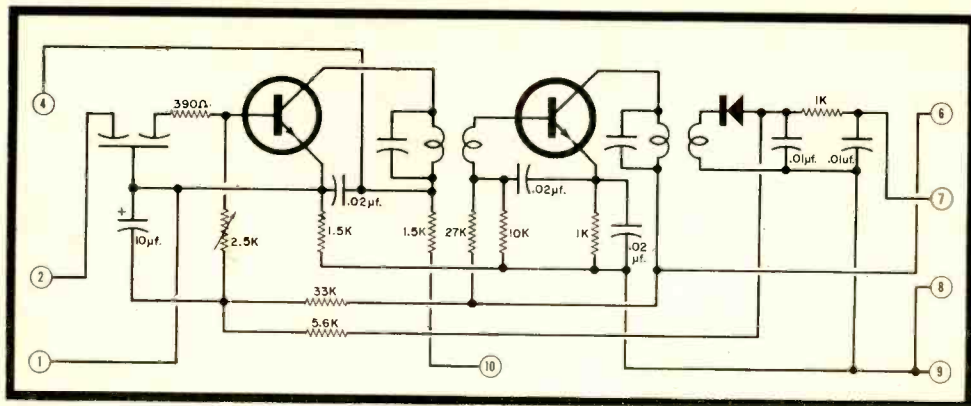 4
390Ω
1K
6
.01µf.
.01µf.
.02µf.
.02µf.
7
+
10µf.
2.5K
1.5K
1.5K
27K
10K
1K
.02
µf.
2
33K
8
5.6K
1
10
9